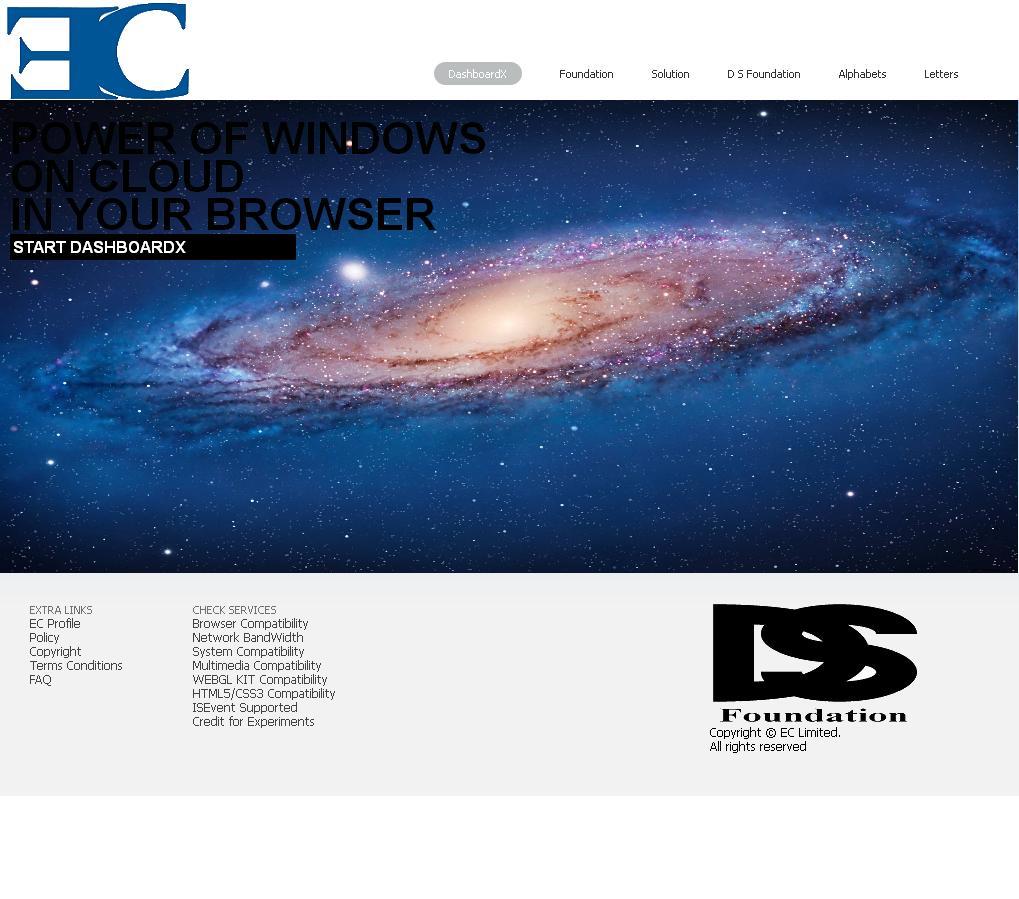 EC
DashboardX Foundation Solution D S Foundation Alphabets Letters
POWER OF WINDOWS
ON CLOUD
IN YOUR BROWSER
START DASHBOARDX
EXTRA LINKS
EC Profile
Policy
Copyright
Terms Conditions
FAQ
CHECK SERVICES
Browser Compatibility
Network BandWidth
System Compatibility
Multimedia Compatibility
WEBGL KIT Compatibility
HTML5/CSS3 Compatibility
ISEvent Supported
Credit for Experiments
DS
Foundation
Copyright © EC Limited.
All rights reserved